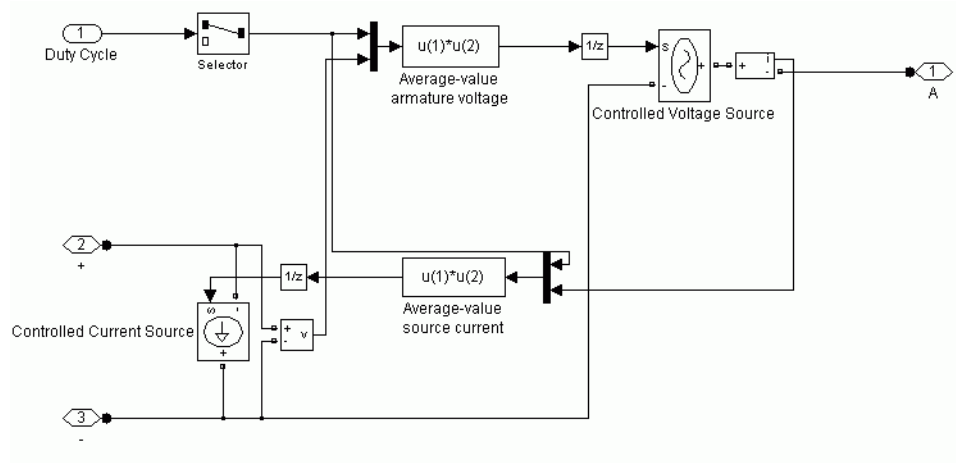 1
Duty Cycle
Selector
u(1)*u(2)
Average-value
armature voltage
1/z
s
+
-
Controlled Voltage Source
+
i
-
1
A
2
+
1/z
u(1)*u(2)
Average-value
source current
s
-
+
Controlled Current Source
+
-
v
3
-